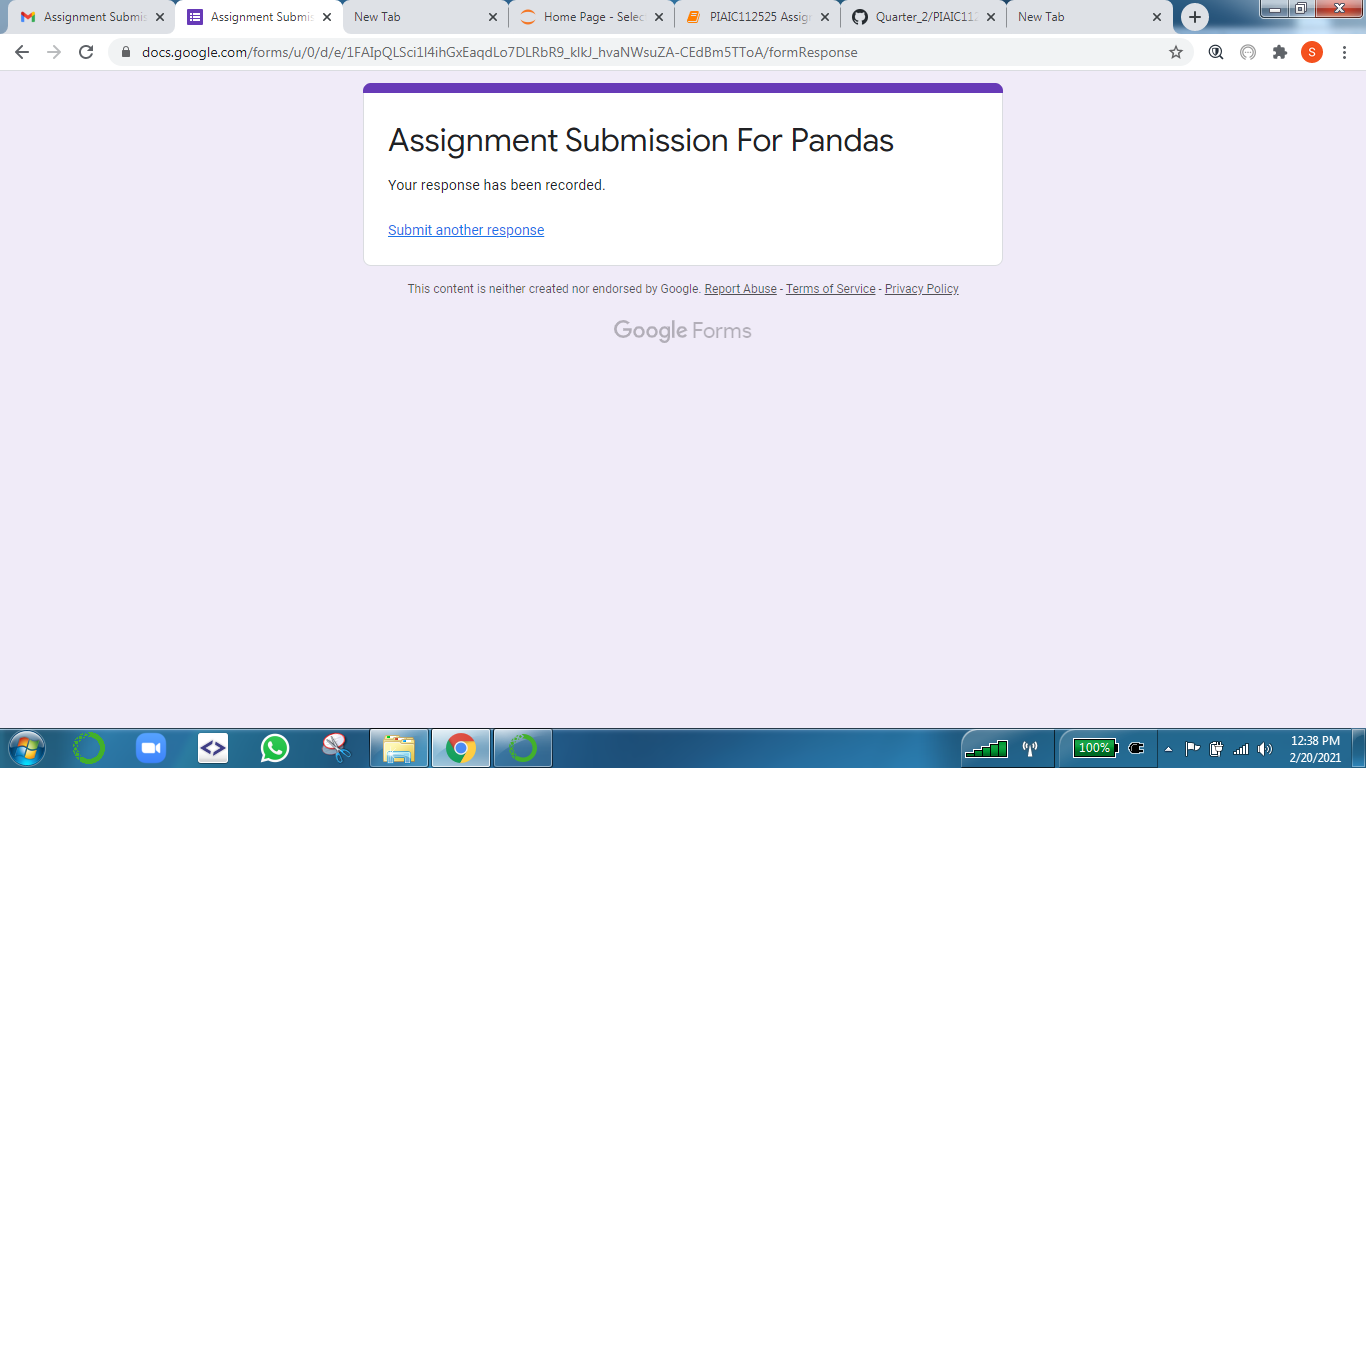 Assignment Submis
Assignment Submis
New Tab
Home Page - Selec
PIAIC112525 Assig
Quarter_2/PIAIC112
New Tab
docs.google.com/forms/u/0/d/e/1FAIpQLSci1I4ihGxEaqdLo7DLRbR9_kIkJ_hvaNWsuZA-CEdBm5TToA/formResponse
S
Assignment Submission For Pandas
Your response has been recorded.
Submit another response
This content is neither created nor endorsed by Google. Report Abuse - Terms of Service - Privacy Policy
Google Forms
100%
12:38 PM
2/20/2021